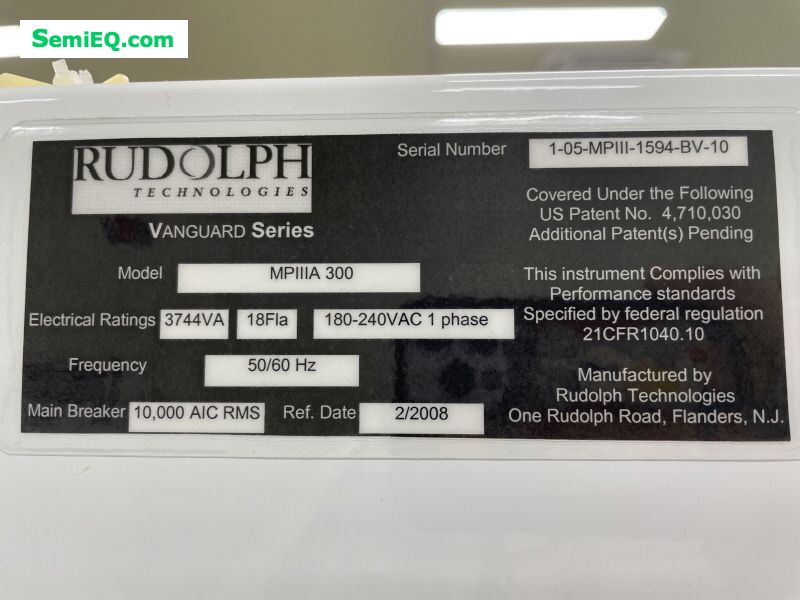 SemiEQ.com
RUDOLPH
TECHNOLOGIES
VANGUARD Series
Serial Number 1-05-MPIII-1594-BV-10
Covered Under the Following
US Patent No. 4,710,030
Additional Patent(s) Pending
Model MPIIIA 300
Electrical Ratings 3744VA 18Fla 180-240VAC 1 phase
Frequency 50/60 Hz
Main Breaker 10,000 AIC RMS Ref. Date 2/2008
This instrument Complies with
Performance standards
Specified by federal regulation
21CFR1040.10
Manufactured by
Rudolph Technologies
One Rudolph Road, Flanders, N.J.